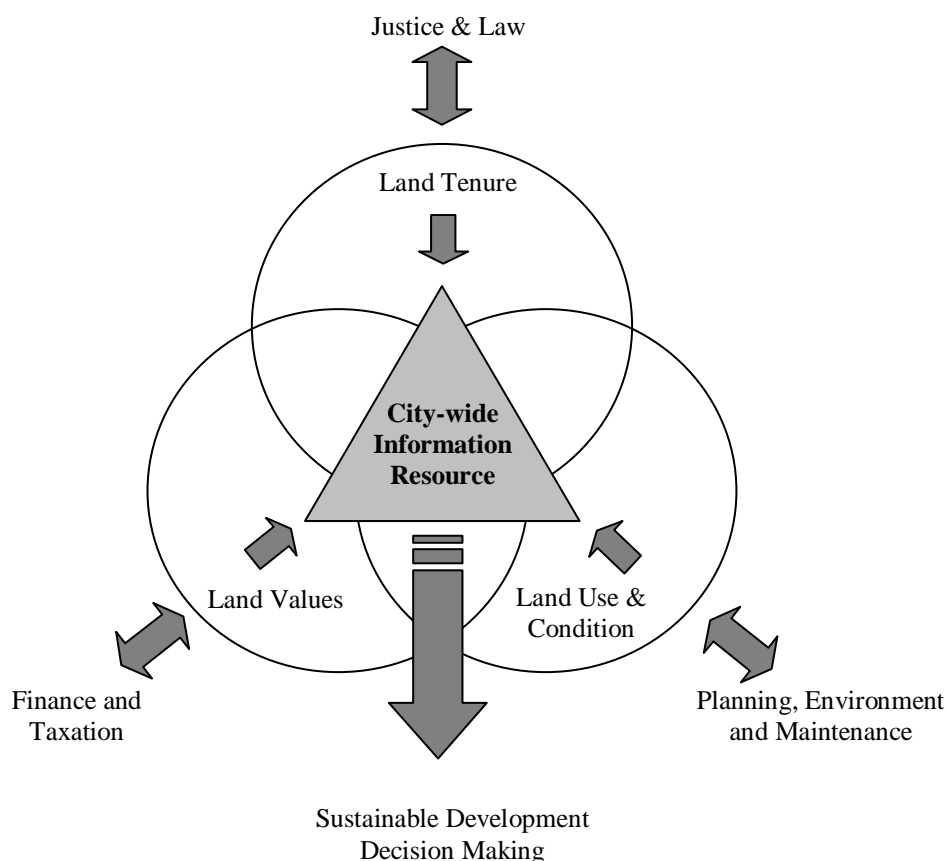 Justice & Law
Land Tenure
City-wide
Information
Resource
Land Values
Land Use &
Condition
Finance and
Taxation
Planning, Environment
and Maintenance
Sustainable Development
Decision Making